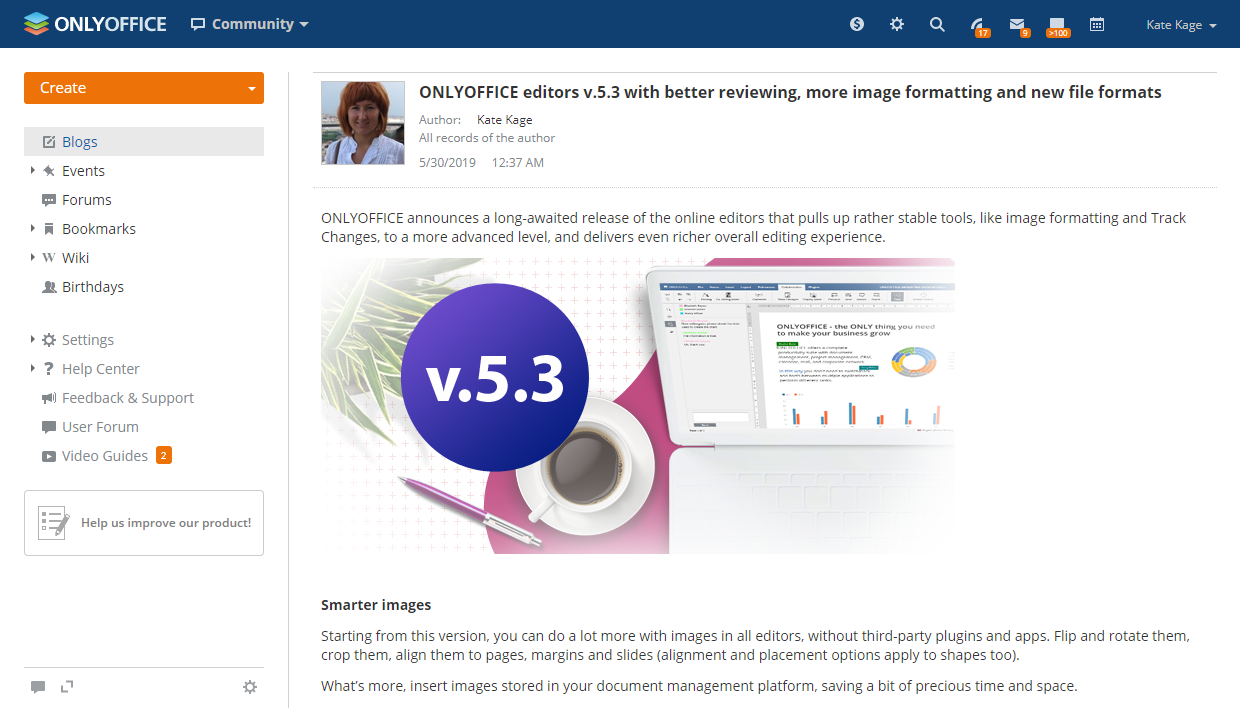 ONLYOFFICE Community
17 9 >100 Kate Kage
Create
Blogs
Events
Forums
Bookmarks
W Wiki
Birthdays
Settings
? Help Center
Feedback & Support
User Forum
Video Guides 2
Help us improve our product!
ONLYOFFICE editors v.5.3 with better reviewing, more image formatting and new file formats
Author: Kate Kage
All records of the author
5/30/2019 12:37 AM
ONLYOFFICE announces a long-awaited release of the online editors that pulls up rather stable tools, like image formatting and Track
Changes, to a more advanced level, and delivers even richer overall editing experience.
v.5.3
ONLYOFFICE - the ONLY thing you need
to make your business grow
Smarter images
Starting from this version, you can do a lot more with images in all editors, without third-party plugins and apps. Flip and rotate them,
crop them, align them to pages, margins and slides (alignment and placement options apply to shapes too).
What's more, insert images stored in your document management platform, saving a bit of precious time and space.